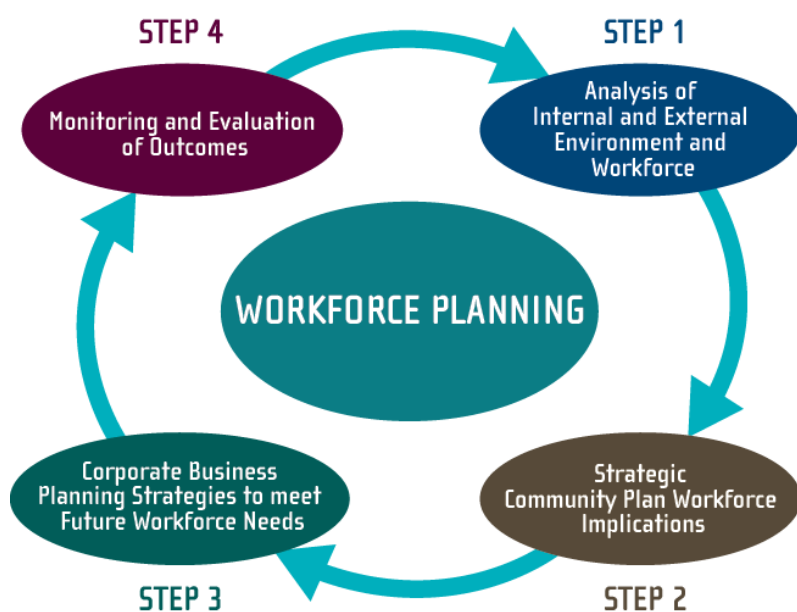 STEP 4
STEP 1
Monitoring and Evaluation
of Outcomes
Analysis of
Internal and External
Environment and
Workforce
WORKFORCE PLANNING
Corporate Business
Planning Strategies to meet
Future Workforce Needs
Strategic
Community Plan Workforce
Implications
STEP 3
STEP 2